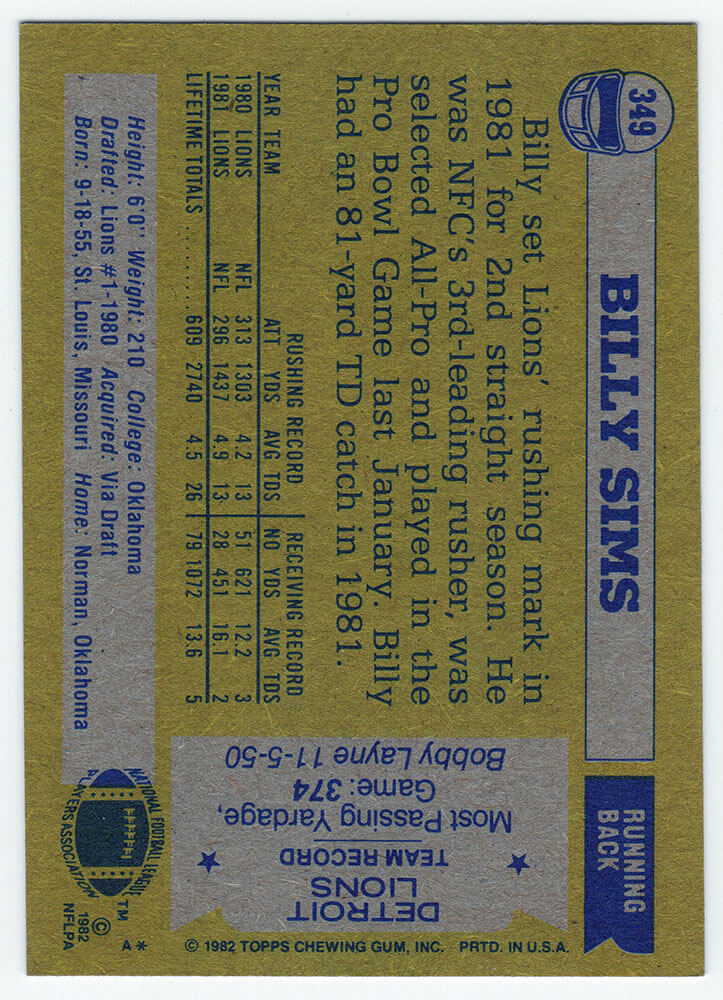 349
BILLY SIMS
RUNNING
BACK
Billy set Lions' rushing mark in
1981 for 2nd straight season. He
was NFC's 3rd-leading rusher, was
selected All-Pro and played in the
Pro Bowl Game last January. Billy
had an 81-yard TD catch in 1981.
RUSHING RECORD RECEIVING RECORD
YEAR TEAM ATT YDS AVG TDS NO YDS AVG TDS
1980 LIONS NFL 313 1303 4.2 13 51 621 12.2 3
1981 LIONS NFL 296 1437 4.9 13 28 451 16.1 2
LIFETIME TOTALS ........ 609 2740 4.5 26 79 1072 13.6 5
Height: 6'0" Weight: 210 College: Oklahoma
Drafted: Lions #1-1980 Acquired: Via Draft
Born: 9-18-55, St. Louis, Missouri Home: Norman, Oklahoma
DETROIT
LIONS
TEAM RECORD
Most Passing Yardage,
Game: 374
Bobby Layne 11-5-50
NATIONAL FOOTBALL LEAGUE
PLAYERS ASSOCIATION
TM
©
1982
NFLPA
A*
© 1982 TOPPS CHEWING GUM, INC. PRTD. IN U.S.A.